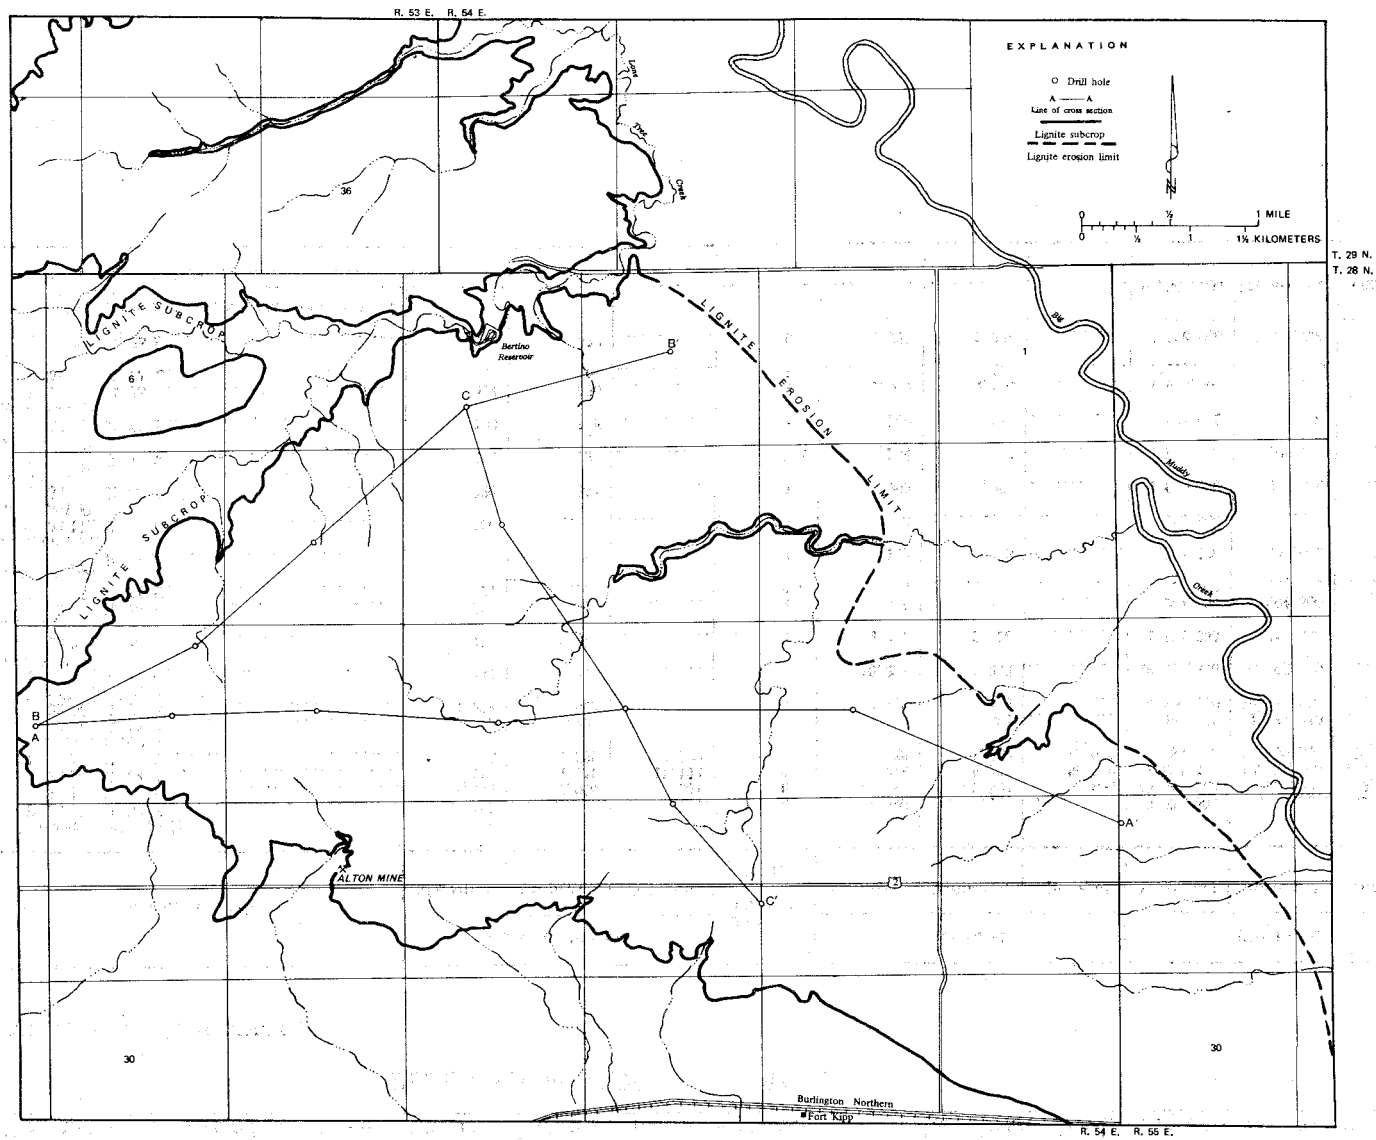 R. 53 E. R. 54 E.
EXPLANATION
Drill hole
A A
Line of cross section
Lignite subcrop
Lignite erosion limit
N
0 ½ 1 MILE
0 ½ 1 1½ KILOMETERS
T. 29 N.
T. 28 N.
Lone
Tree
Creek
36
LIGNITE SUBCROP
6
Bertino
Reservoir
B'
C
LIGNITE EROSION LIMIT
Big
1
Muddy
Creek
LIGNITE SUBCROP
B
A
A
ALTON MINE
2
C'
30
30
Burlington Northern
Fort Kipp
R. 54 E. R. 55 E.